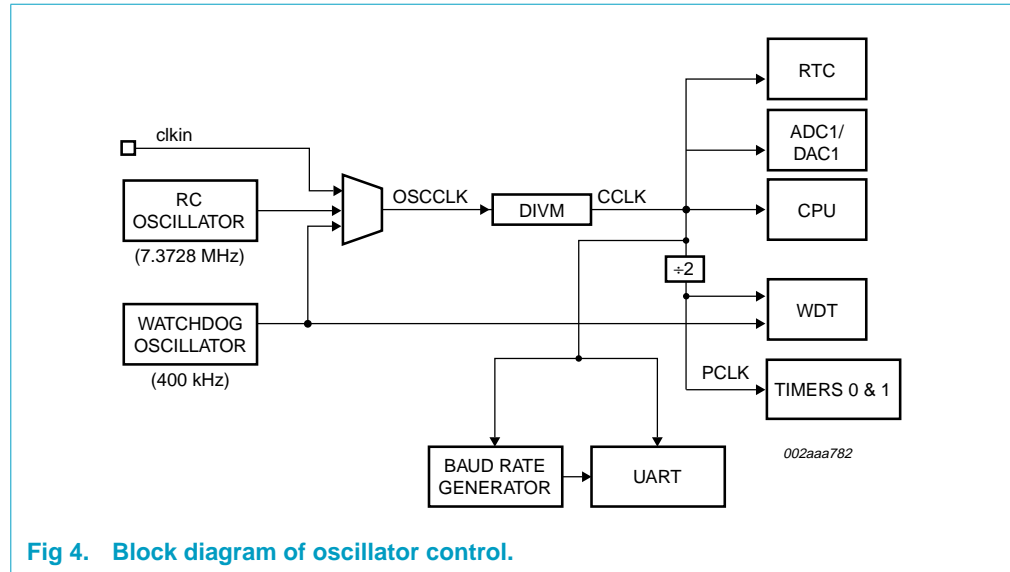 RTC
clkin
ADC1/
DAC1
RC
OSCILLATOR
(7.3728 MHz)
OSCCLK
DIVM
CCLK
CPU
÷2
WATCHDOG
OSCILLATOR
(400 kHz)
WDT
PCLK
TIMERS 0 & 1
BAUD RATE
GENERATOR
UART
002aaa782
Fig 4. Block diagram of oscillator control.